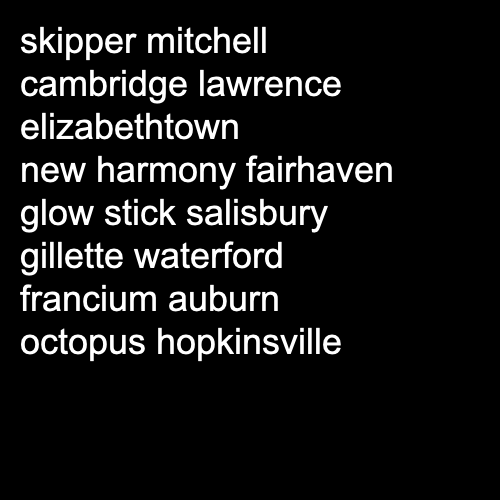 skipper mitchell
cambridge lawrence
elizabethtown
new harmony fairhaven
glow stick salisbury
gillette waterford
francium auburn
octopus hopkinsville